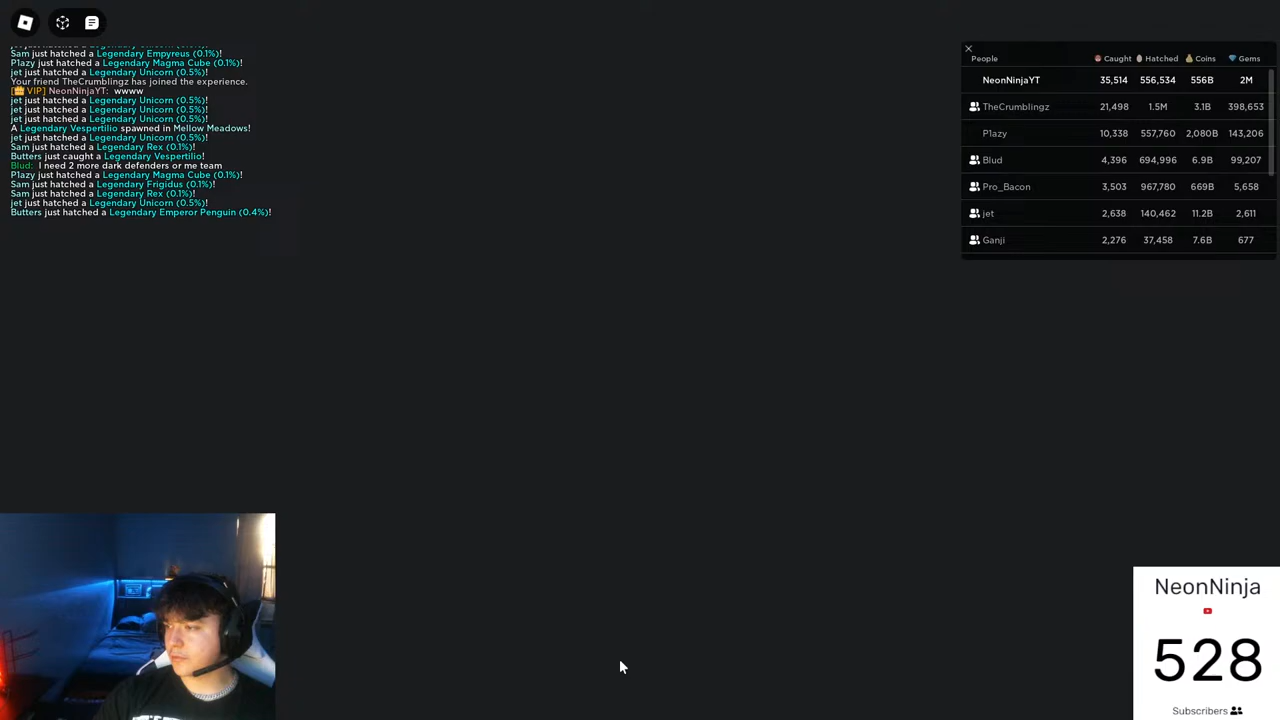 Sam just hatched a Legendary Empyreus (0.1%)!
P1azy just hatched a Legendary Magma Cube (0.1%)!
jet just hatched a Legendary Unicorn (0.5%)!
Your friend TheCrumblingz has joined the experience.
[👑 VIP] NeonNinjaYT: wwww
jet just hatched a Legendary Unicorn (0.5%)!
jet just hatched a Legendary Unicorn (0.5%)!
jet just hatched a Legendary Unicorn (0.5%)!
A Legendary Vespertilio spawned in Mellow Meadows!
jet just hatched a Legendary Unicorn (0.5%)!
Sam just hatched a Legendary Rex (0.1%)!
Butters just caught a Legendary Vespertilio!
Blud: I need 2 more dark defenders or me team
P1azy just hatched a Legendary Magma Cube (0.1%)!
Sam just hatched a Legendary Frigidus (0.1%)!
Sam just hatched a Legendary Rex (0.1%)!
jet just hatched a Legendary Unicorn (0.5%)!
Butters just hatched a Legendary Emperor Penguin (0.4%)!
People Caught Hatched Coins Gems
NeonNinjaYT 35,514 556,534 556B 2M
TheCrumblingz 21,498 1.5M 3.1B 398,653
P1azy 10,338 557,760 2,080B 143,206
Blud 4,396 694,996 6.9B 99,207
Pro_Bacon 3,503 967,780 669B 5,658
jet 2,638 140,462 11.2B 2,611
Ganji 2,276 37,458 7.6B 677
NeonNinja
528
Subscribers